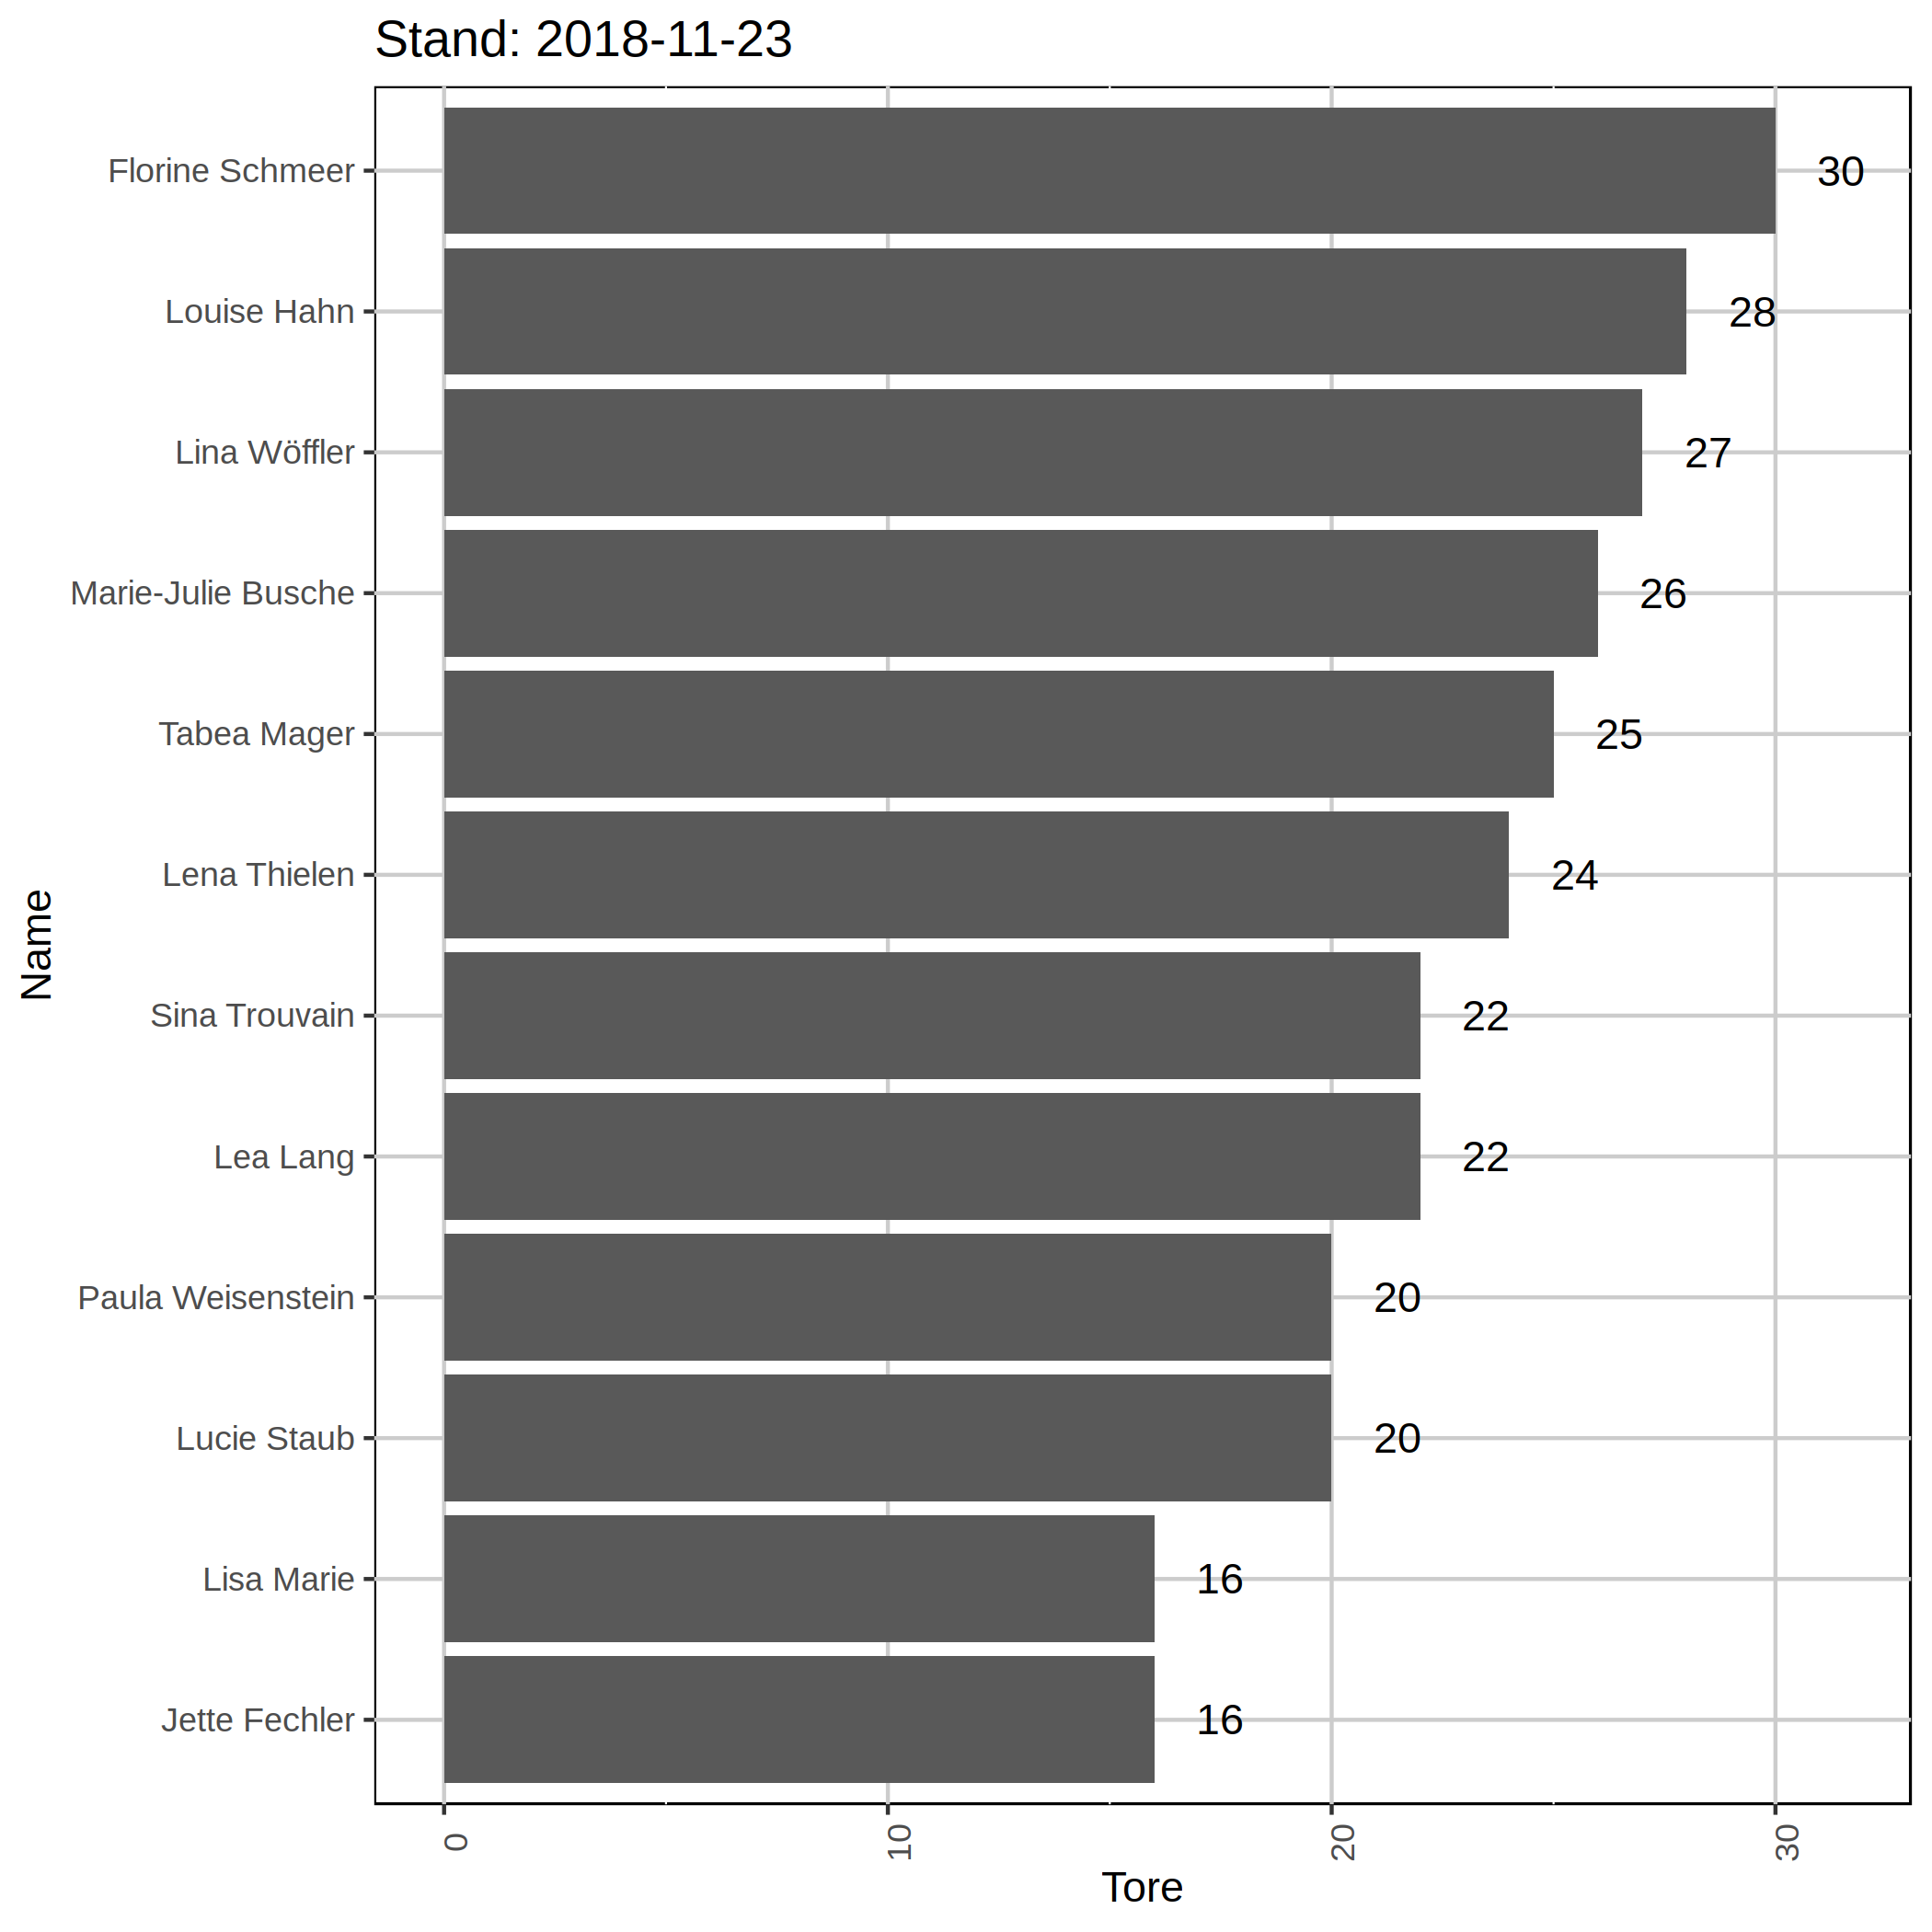 Stand: 2018-11-23
Name
Florine Schmeer 30
Louise Hahn 28
Lina Wöffler 27
Marie-Julie Busche 26
Tabea Mager 25
Lena Thielen 24
Sina Trouvain 22
Lea Lang 22
Paula Weisenstein 20
Lucie Staub 20
Lisa Marie 16
Jette Fechler 16
0 10 20 30
Tore